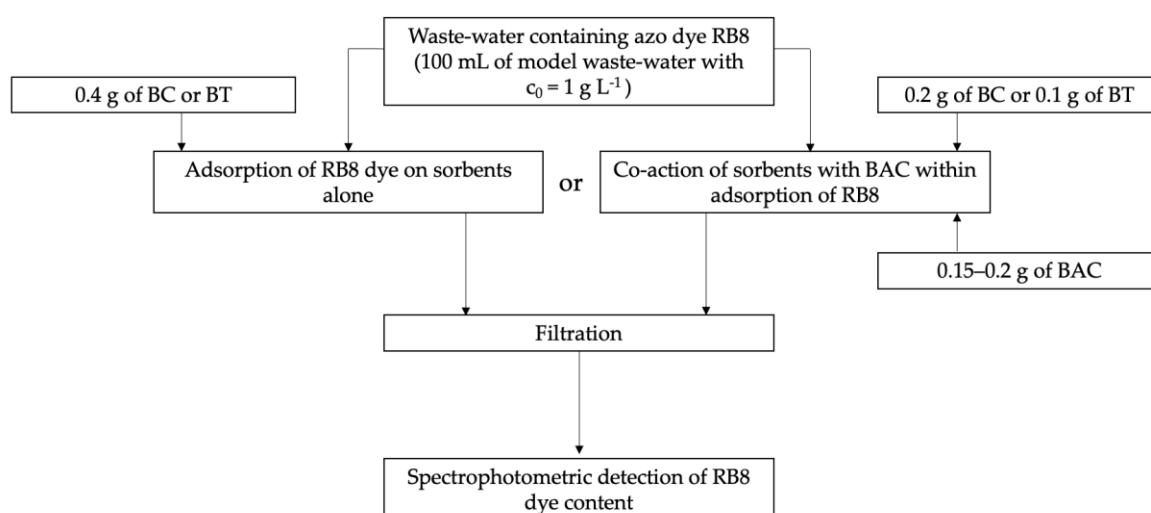 Waste-water containing azo dye RB8
(100 mL of model waste-water with
c₀ = 1 g L⁻¹ )
0.4 g of BC or BT
0.2 g of BC or 0.1 g of BT
Adsorption of RB8 dye on sorbents
alone
or
Co-action of sorbents with BAC within
adsorption of RB8
0.15–0.2 g of BAC
Filtration
Spectrophotometric detection of RB8
dye content